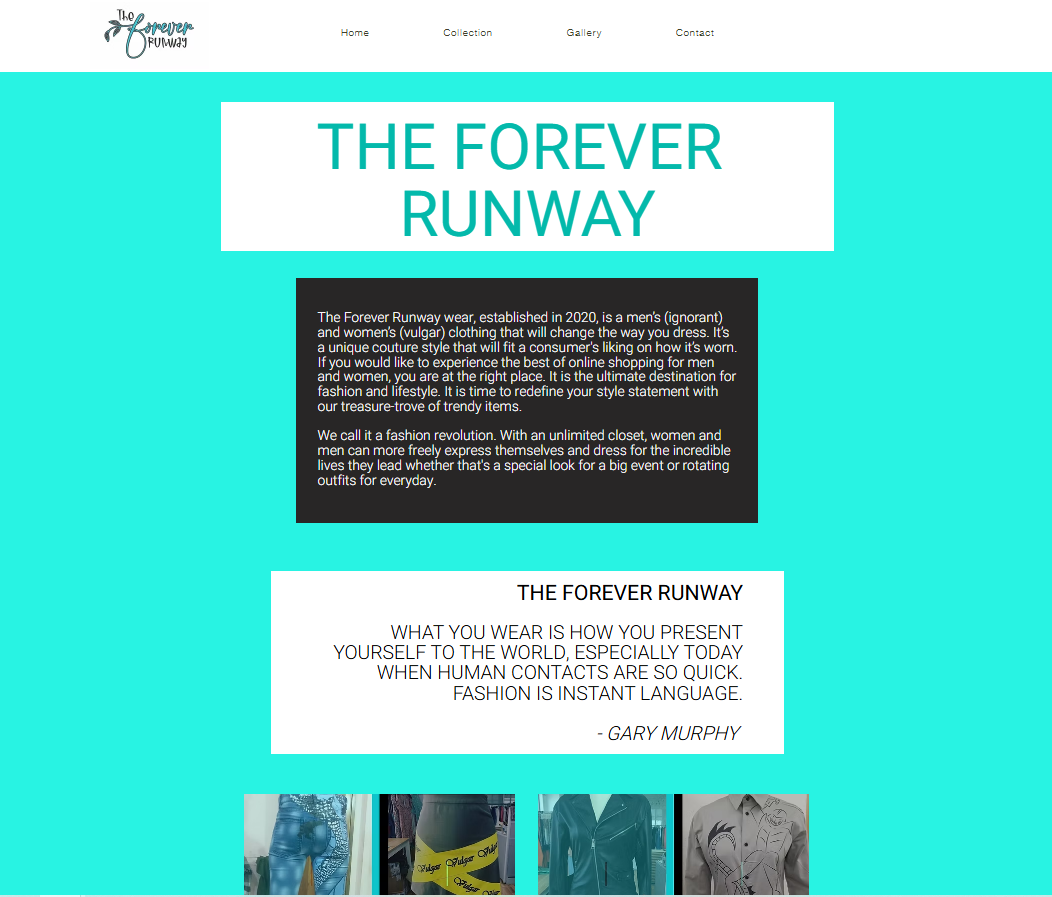 The
forever
RUNWAY
Home Collection Gallery Contact
THE FOREVER
RUNWAY
The Forever Runway wear, established in 2020, is a men’s (ignorant)
and women’s (vulgar) clothing that will change the way you dress. It’s
a unique couture style that will fit a consumer's liking on how it’s worn.
If you would like to experience the best of online shopping for men
and women, you are at the right place. It is the ultimate destination for
fashion and lifestyle. It is time to redefine your style statement with
our treasure-trove of trendy items.
We call it a fashion revolution. With an unlimited closet, women and
men can more freely express themselves and dress for the incredible
lives they lead whether that's a special look for a big event or rotating
outfits for everyday.
THE FOREVER RUNWAY
WHAT YOU WEAR IS HOW YOU PRESENT
YOURSELF TO THE WORLD, ESPECIALLY TODAY
WHEN HUMAN CONTACTS ARE SO QUICK.
FASHION IS INSTANT LANGUAGE.
- GARY MURPHY
Vulgar Vulgar Vulgar
Vulgar Vulgar